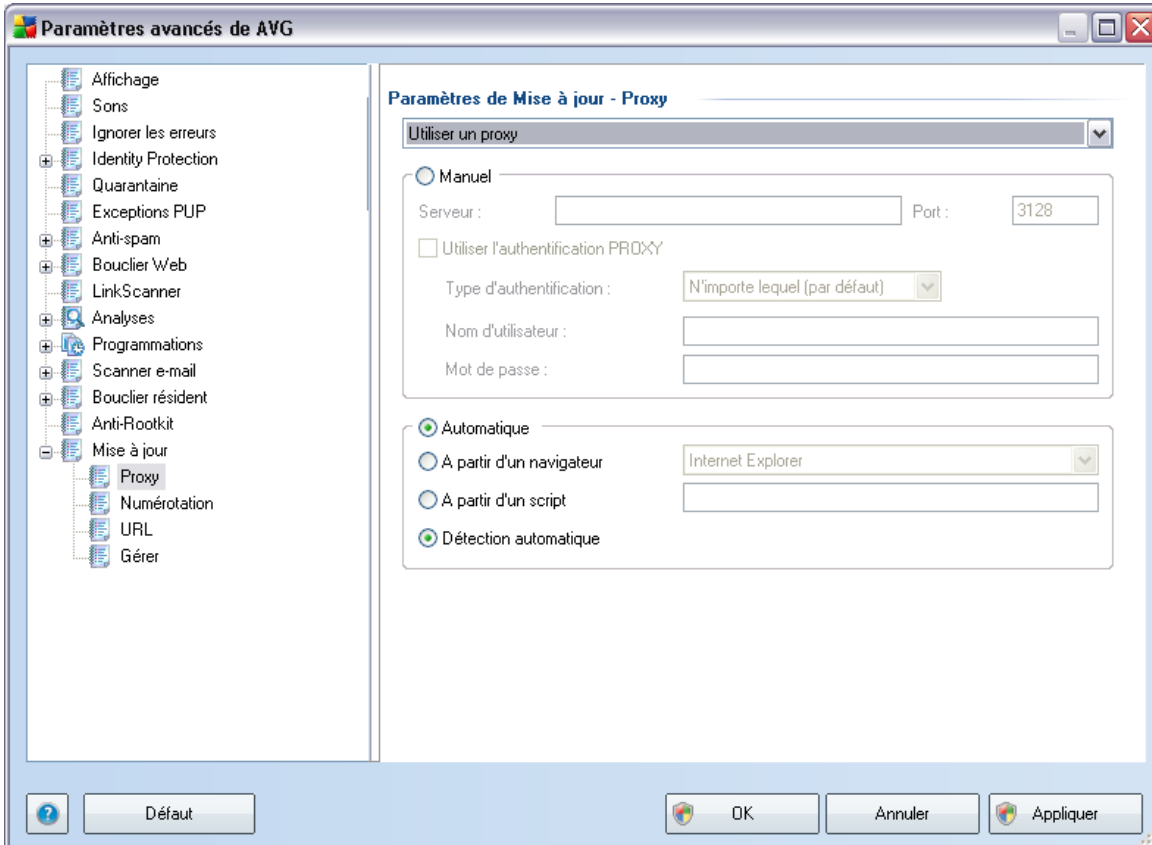 Paramètres avancés de AVG
Affichage
Sons
Ignorer les erreurs
Identity Protection
Quarantaine
Exceptions PUP
Anti-spam
Bouclier Web
LinkScanner
Analyses
Programmations
Scanner e-mail
Bouclier résident
Anti-Rootkit
Mise à jour
Proxy
Numérotation
URL
Gérer
Paramètres de Mise à jour - Proxy
Utiliser un proxy
Manuel
Serveur : Port : 3128
Utiliser l'authentification PROXY
Type d'authentification : N'importe lequel (par défaut)
Nom d'utilisateur :
Mot de passe :
Automatique
A partir d'un navigateur Internet Explorer
A partir d'un script
Détection automatique
? Défaut OK Annuler Appliquer